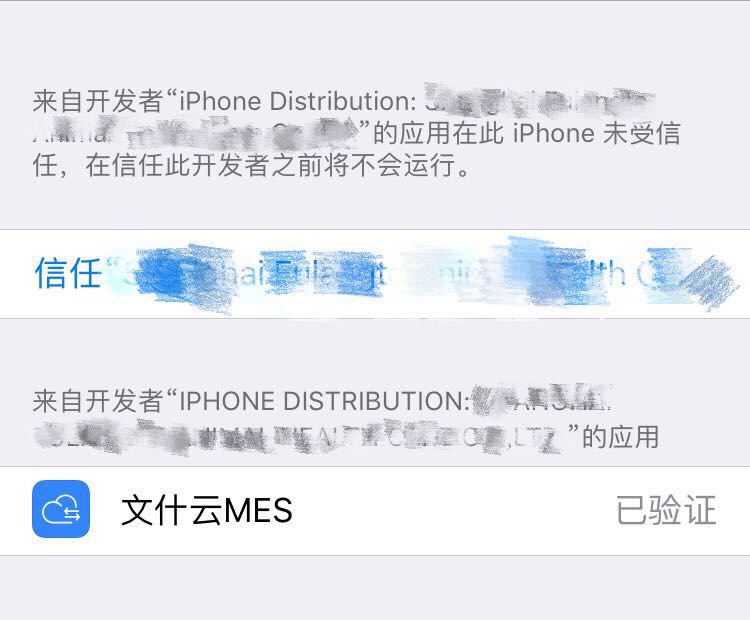 来自开发者“iPhone Distribution:
”的应用在此 iPhone 未受信
任，在信任此开发者之前将不会运行。
信任“
来自开发者“IPHONE DISTRIBUTION:
”的应用
文什云MES
已验证